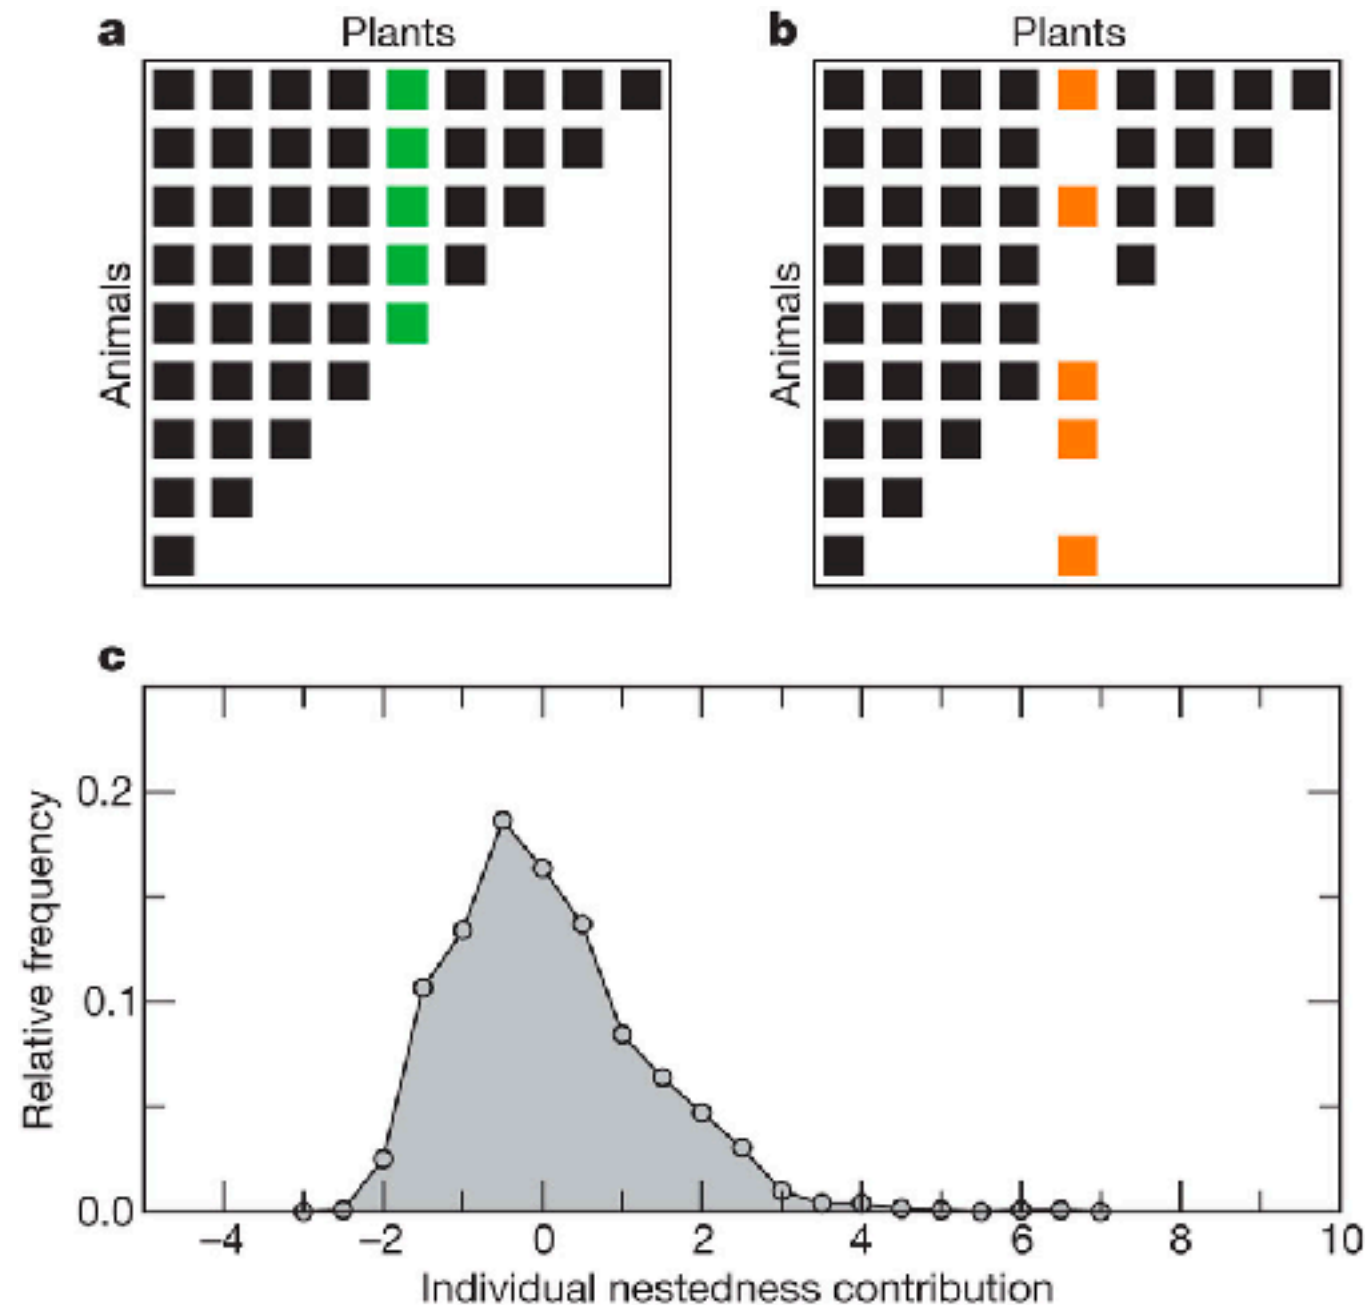 a Plants
Animals
b Plants
Animals
c
Relative frequency
0.2
0.1
0.0
–4 –2 0 2 4 6 8 10
Individual nestedness contribution